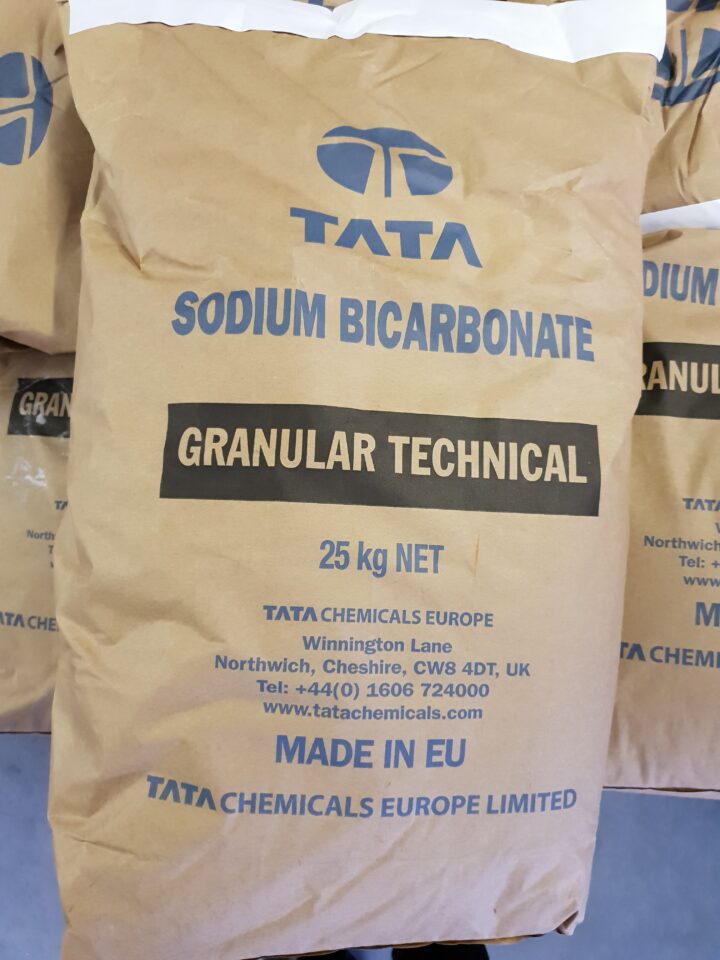 TATA
SODIUM BICARBONATE
GRANULAR TECHNICAL
25 kg NET
TATA CHEMICALS EUROPE
Winnington Lane
Northwich, Cheshire, CW8 4DT, UK
Tel: +44(0) 1606 724000
www.tatachemicals.com
MADE IN EU
TATA CHEMICALS EUROPE LIMITED